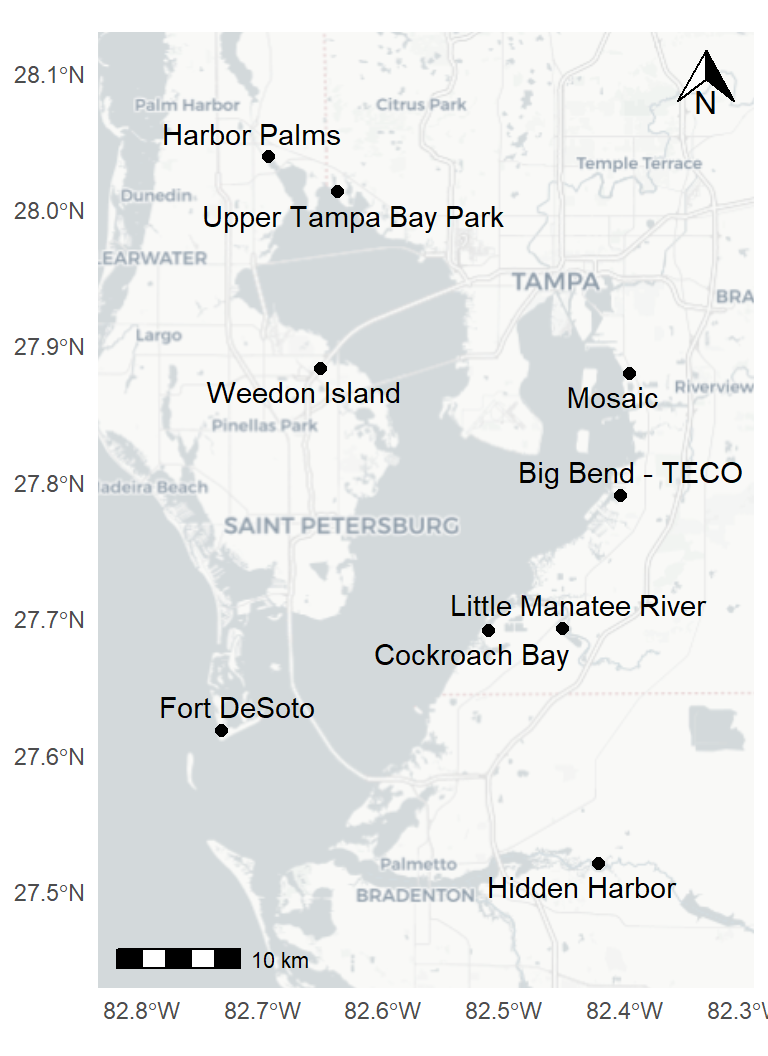 28.1°N
Palm Harbor
Citrus Park
N
Harbor Palms
Temple Terrace
Dunedin
28.0°N
Upper Tampa Bay Park
LEARWATER
TAMPA
BRA
27.9°N
Largo
Weedon Island
Mosaic
Riverview
Pinellas Park
27.8°N
adeira Beach
Big Bend - TECO
SAINT PETERSBURG
27.7°N
Little Manatee River
Cockroach Bay
Fort DeSoto
27.6°N
Palmetto
27.5°N
BRADENTON
Hidden Harbor
10 km
82.8°W 82.7°W 82.6°W 82.5°W 82.4°W 82.3°W